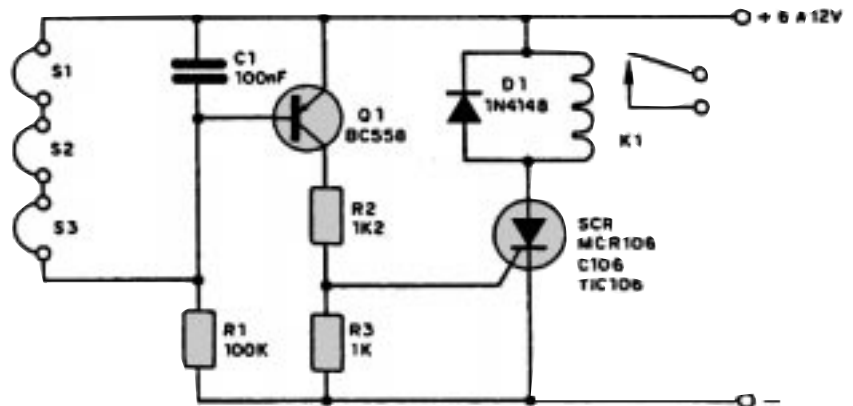 + 6 A 12V
S1
S2
S3
C1
100nF
Q1
BC558
D1
1N4148
K1
R2
1K2
SCR
MCR106
C106
TIC106
R1
100K
R3
1K
-